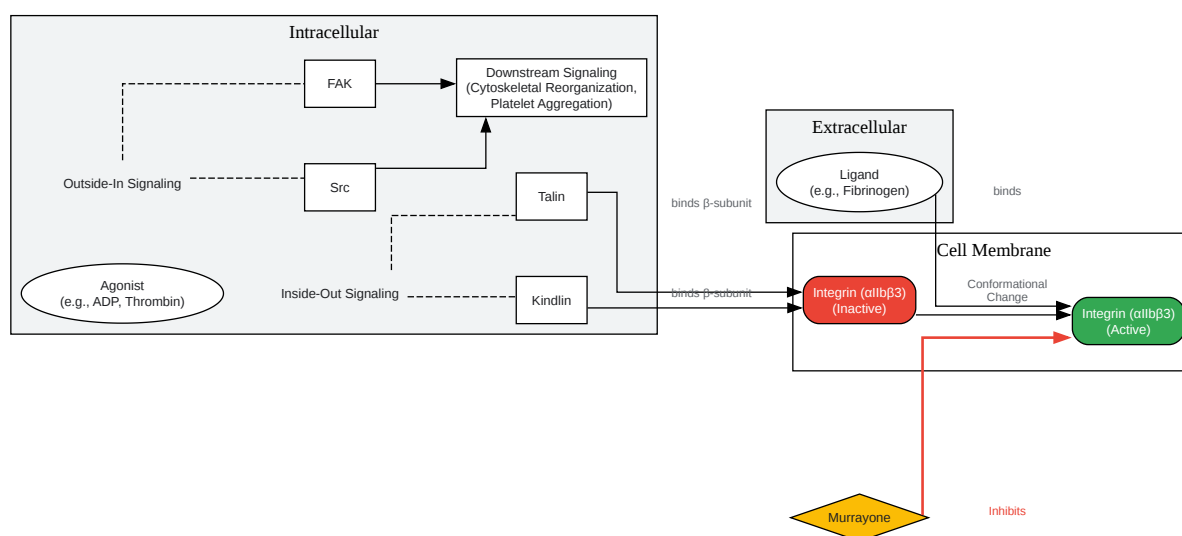 Intracellular
FAK
Downstream Signaling
(Cytoskeletal Reorganization,
Platelet Aggregation)
Outside-In Signaling
Src
Talin
binds β-subunit
Extracellular
Ligand
(e.g., Fibrinogen)
binds
Cell Membrane
Agonist
(e.g., ADP, Thrombin)
Inside-Out Signaling
Kindlin
binds β-subunit
Integrin (αIIbβ3)
(Inactive)
Conformational
Change
Integrin (αIIbβ3)
(Active)
Murrayone
Inhibits